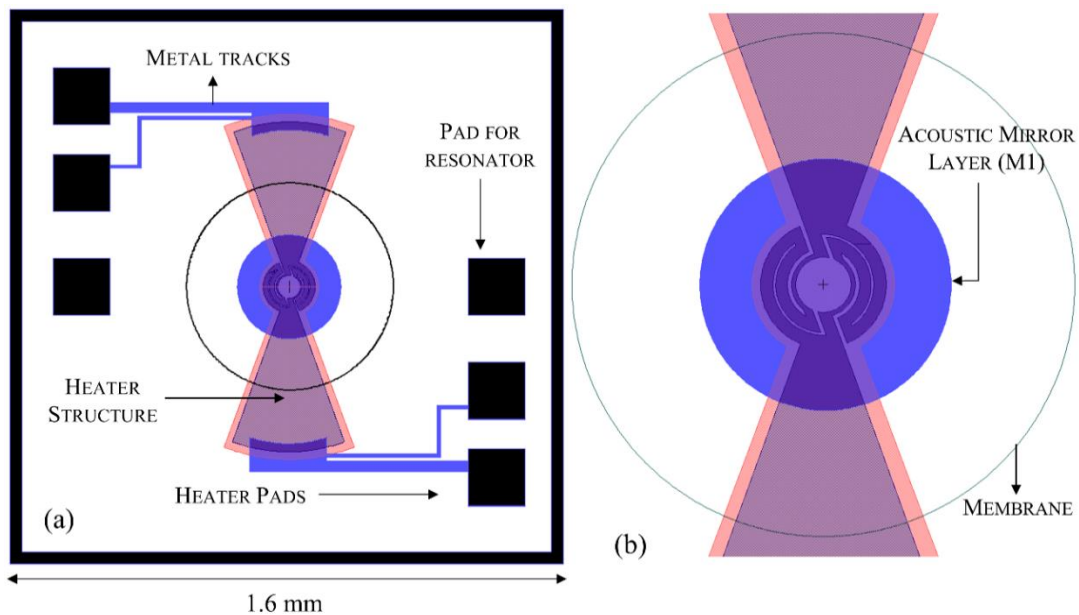 METAL TRACKS
PAD FOR
RESONATOR
HEATER
STRUCTURE
HEATER PADS
(a)
1.6 mm
ACOUSTIC MIRROR
LAYER (M1)
MEMBRANE
(b)